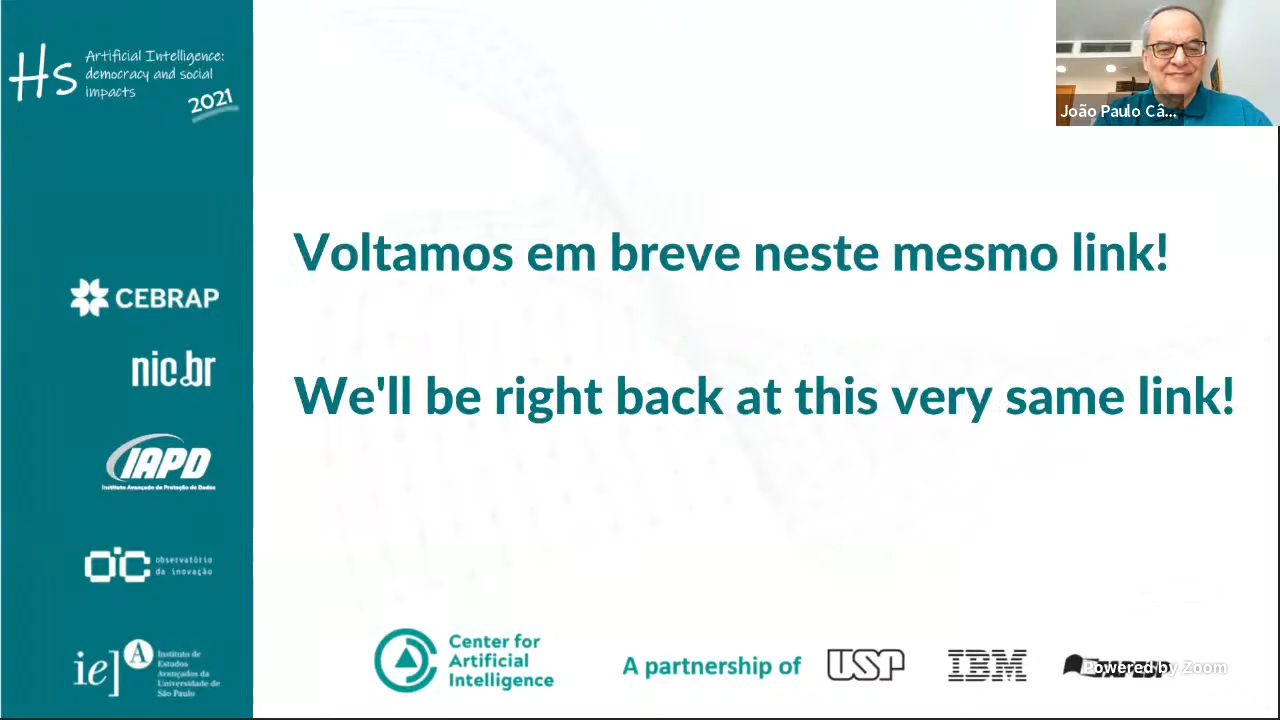 Hs
Artificial Intelligence:
democracy and social
impacts
2021
João Paulo Câ...
Voltamos em breve neste mesmo link!
We'll be right back at this very same link!
CEBRAP
nic.br
IAPD
Instituto Avançado de Proteção de Dados
oic
observatório
da inovação
iea
Instituto de
Estudos
Avançados da
Universidade de
São Paulo
Center for
Artificial
Intelligence
A partnership of
USP
IBM
Powered by Zoom